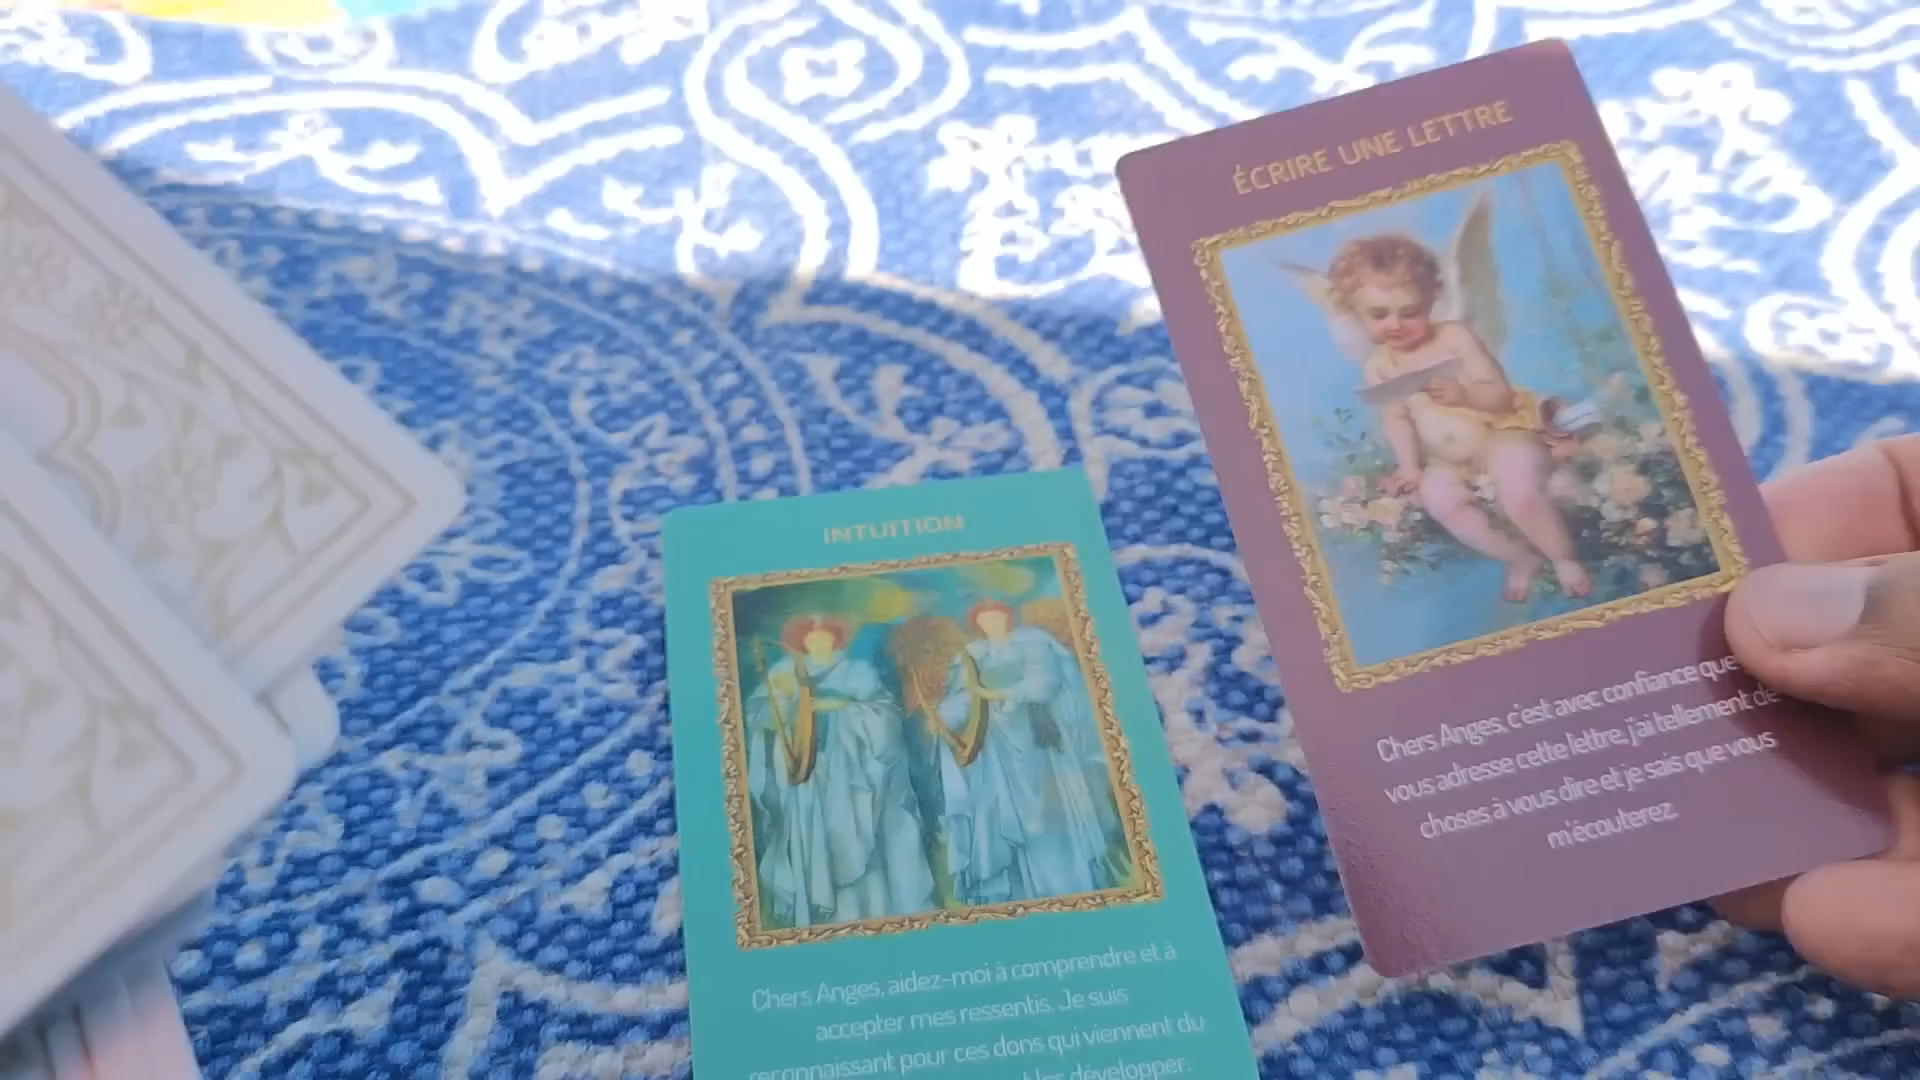 ÉCRIRE UNE LETTRE
Chers Anges, c'est avec confiance que
vous adresse cette lettre, j'ai tellement de
choses à vous dire et je sais que vous
m'écouterez.
INTUITION
Chers Anges, aidez-moi à comprendre et à
accepter mes ressentis. Je suis
reconnaissant pour ces dons qui viennent du
les développer.